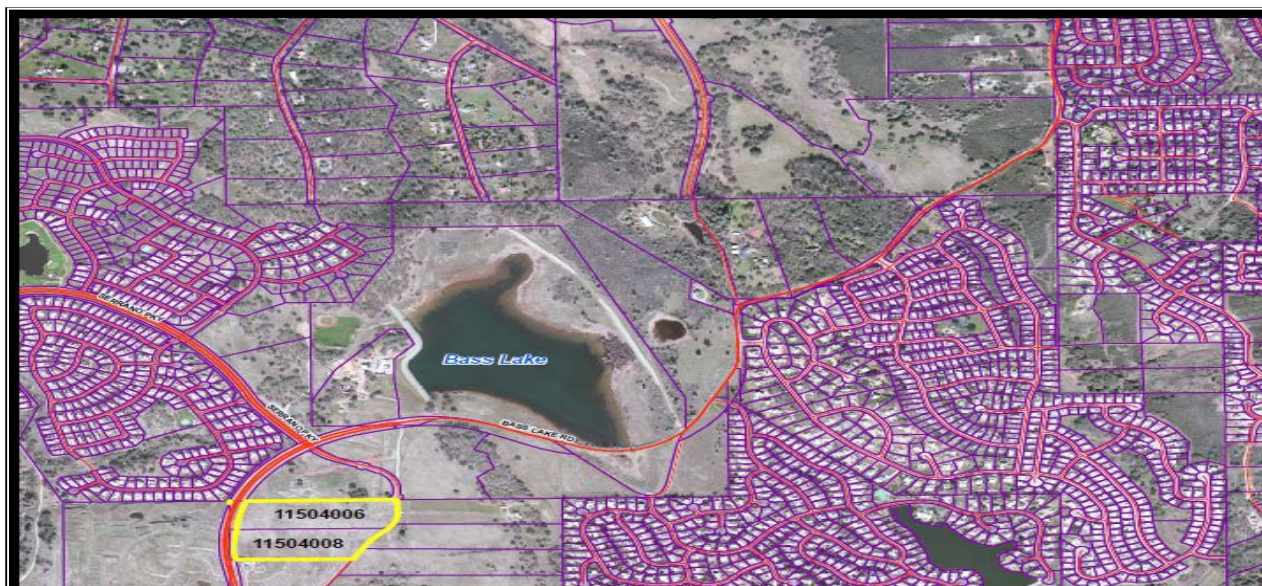 SERRANO PKY
Bass Lake
SERRANO PKY
BASS LAKE RD
11504006
11504008